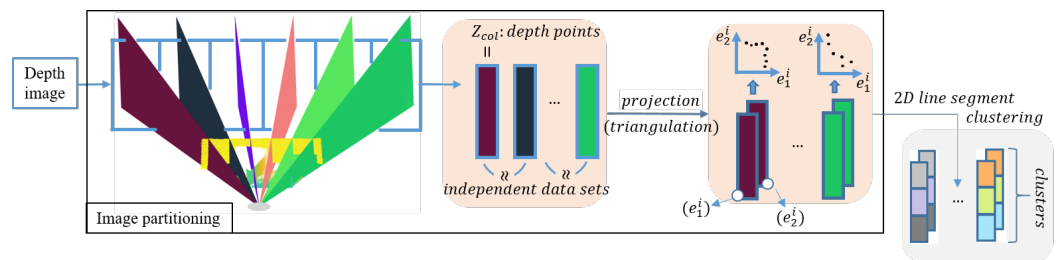 Depth
image
Image partitioning
Z_col: depth points
=
...
≈ ≈
independent data sets
projection
(triangulation)
e_2^i
e_1^i
e_2^i
e_1^i
...
(e_1^i)
(e_2^i)
2D line segment
clustering
...
clusters